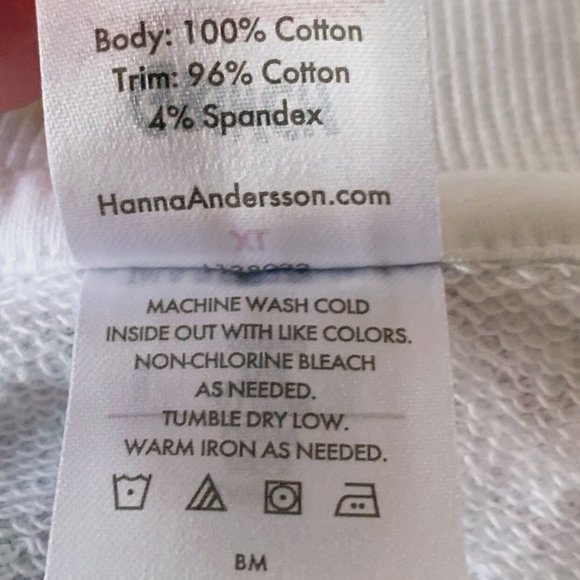 Body: 100% Cotton
Trim: 96% Cotton
4% Spandex
HannaAndersson.com
MACHINE WASH COLD
INSIDE OUT WITH LIKE COLORS.
NON-CHLORINE BLEACH
AS NEEDED.
TUMBLE DRY LOW.
WARM IRON AS NEEDED.
BM